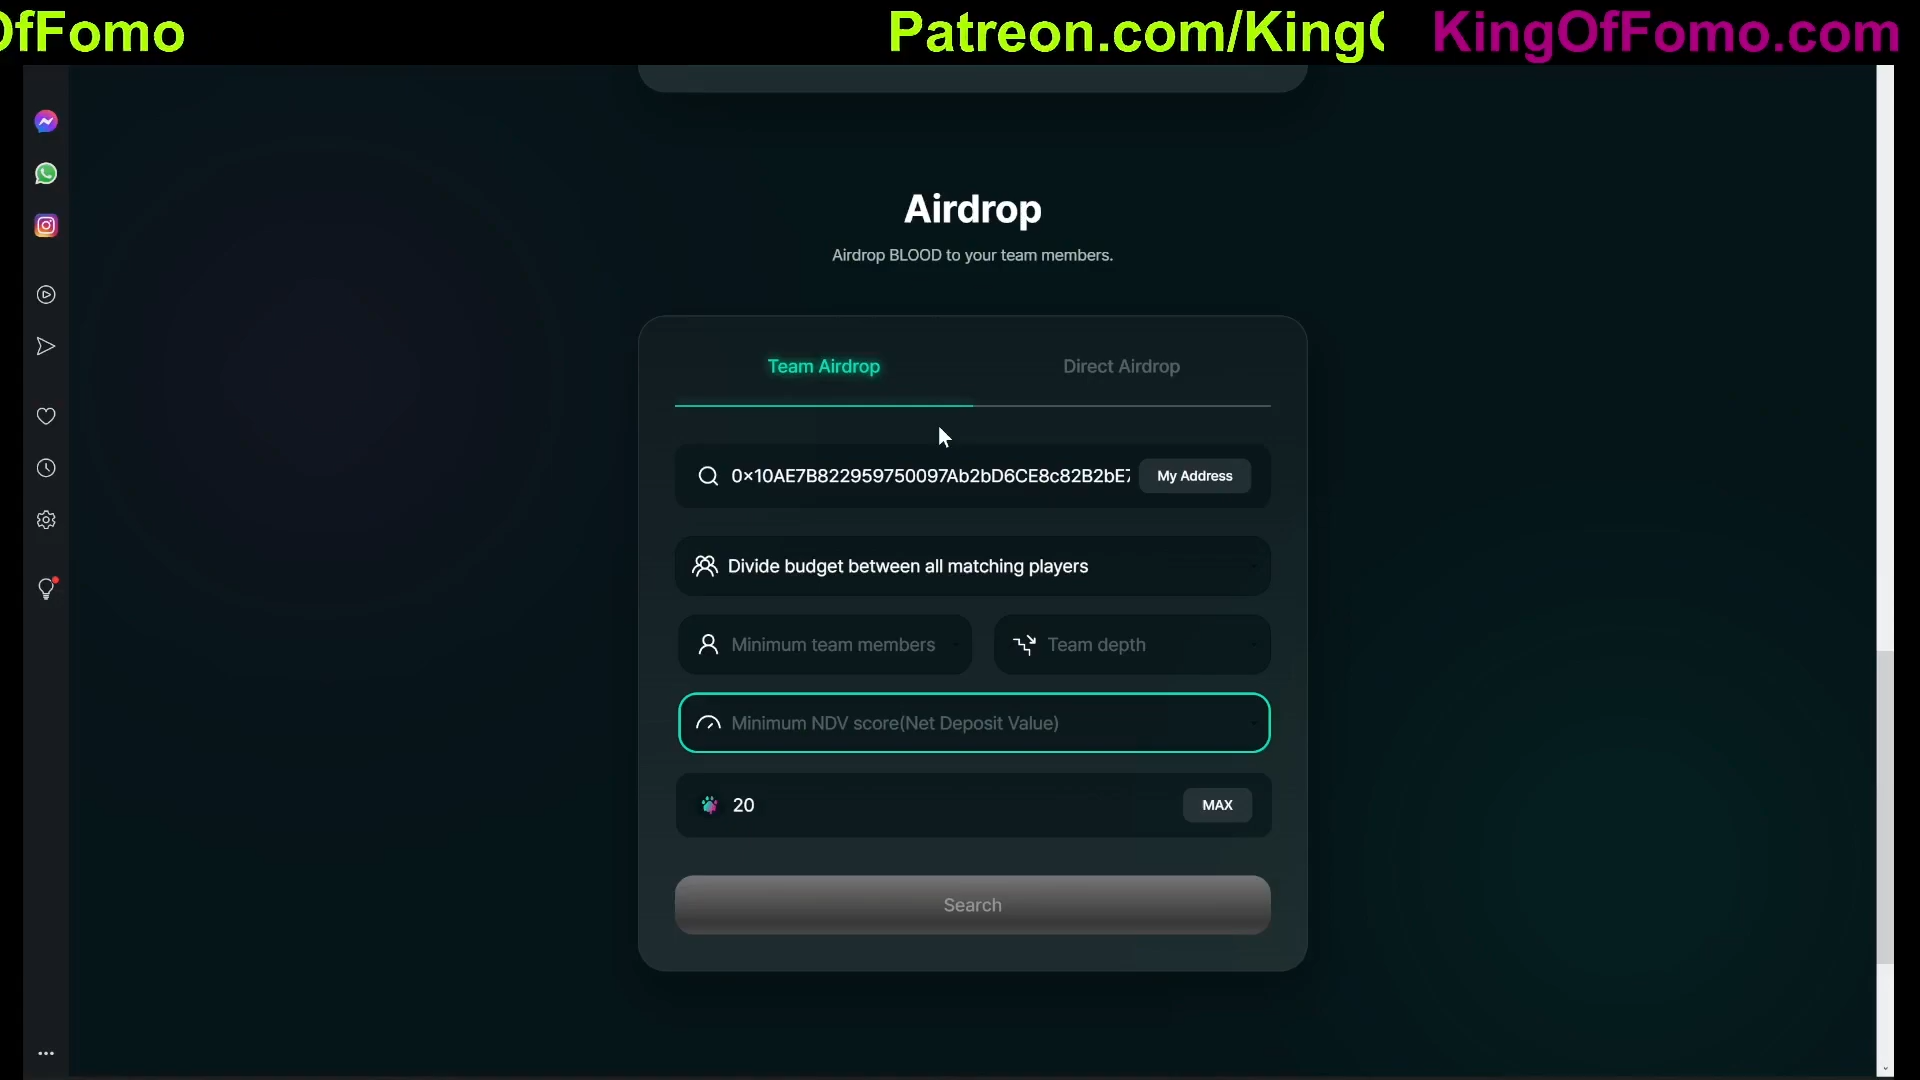 OfFomo
Patreon.com/King
KingOfFomo.com
Airdrop
Airdrop BLOOD to your team members.
Team Airdrop
Direct Airdrop
0x10AE7B822959750097Ab2bD6CE8c82B2bE7
My Address
Divide budget between all matching players
Minimum team members
Team depth
Minimum NDV score(Net Deposit Value)
20
MAX
Search